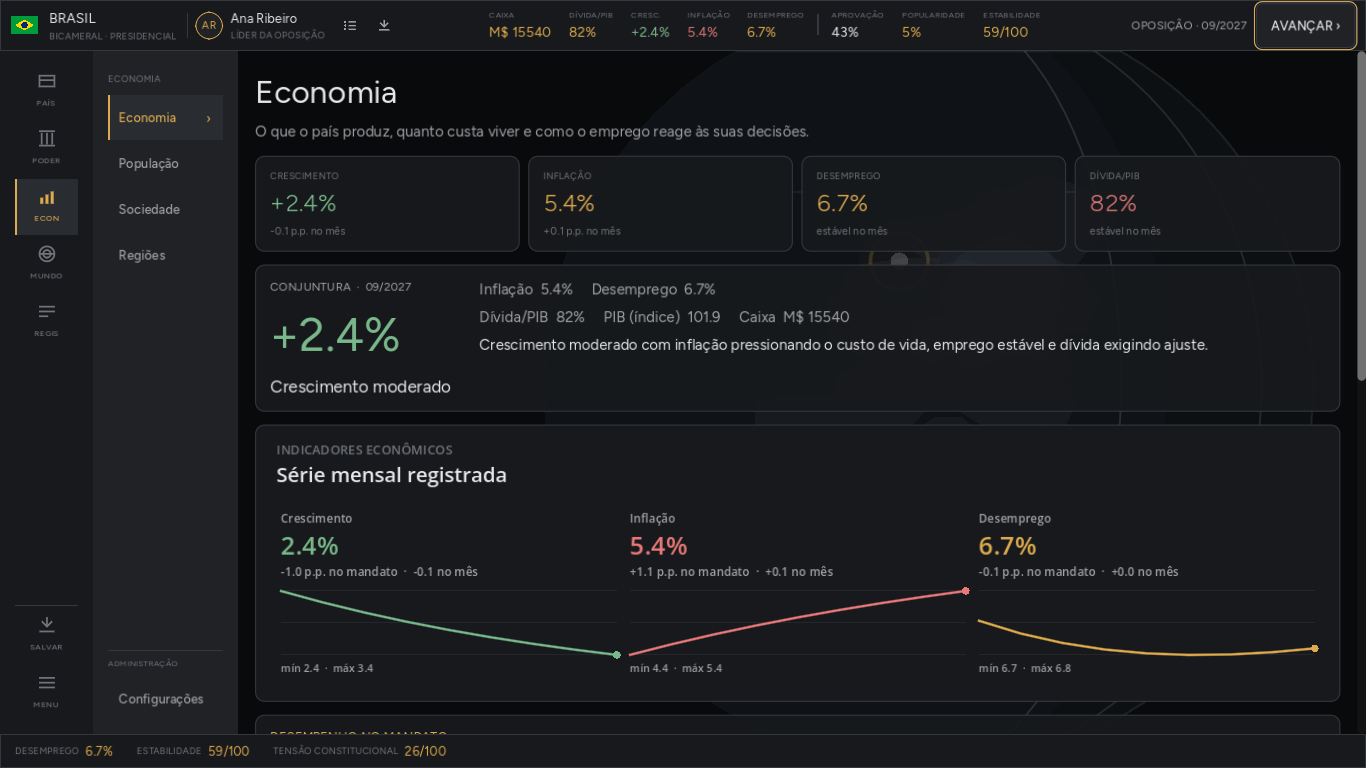 BRASIL
BICAMERAL · PRESIDENCIAL
AR
Ana Ribeiro
LÍDER DA OPOSIÇÃO
CAIXA
M$ 15540
DÍVIDA/PIB
82%
CRESC.
+2.4%
INFLAÇÃO
5.4%
DESEMPREGO
6.7%
APROVAÇÃO
43%
POPULARIDADE
5%
ESTABILIDADE
59/100
OPOSIÇÃO · 09/2027
AVANÇAR ›
PAÍS
PODER
ECON
MUNDO
REGIS
SALVAR
MENU
ECONOMIA
Economia ›
População
Sociedade
Regiões
ADMINISTRAÇÃO
Configurações
Economia
O que o país produz, quanto custa viver e como o emprego reage às suas decisões.
CRESCIMENTO
+2.4%
-0.1 p.p. no mês
INFLAÇÃO
5.4%
+0.1 p.p. no mês
DESEMPREGO
6.7%
estável no mês
DÍVIDA/PIB
82%
estável no mês
CONJUNTURA · 09/2027
+2.4%
Crescimento moderado
Inflação 5.4% Desemprego 6.7%
Dívida/PIB 82% PIB (índice) 101.9 Caixa M$ 15540
Crescimento moderado com inflação pressionando o custo de vida, emprego estável e dívida exigindo ajuste.
INDICADORES ECONÔMICOS
Série mensal registrada
Crescimento
2.4%
-1.0 p.p. no mandato · -0.1 no mês
mín 2.4 · máx 3.4
Inflação
5.4%
+1.1 p.p. no mandato · +0.1 no mês
mín 4.4 · máx 5.4
Desemprego
6.7%
-0.1 p.p. no mandato · +0.0 no mês
mín 6.7 · máx 6.8
DESEMPENHO NO MANDATO
DESEMPREGO 6.7% ESTABILIDADE 59/100 TENSÃO CONSTITUCIONAL 26/100